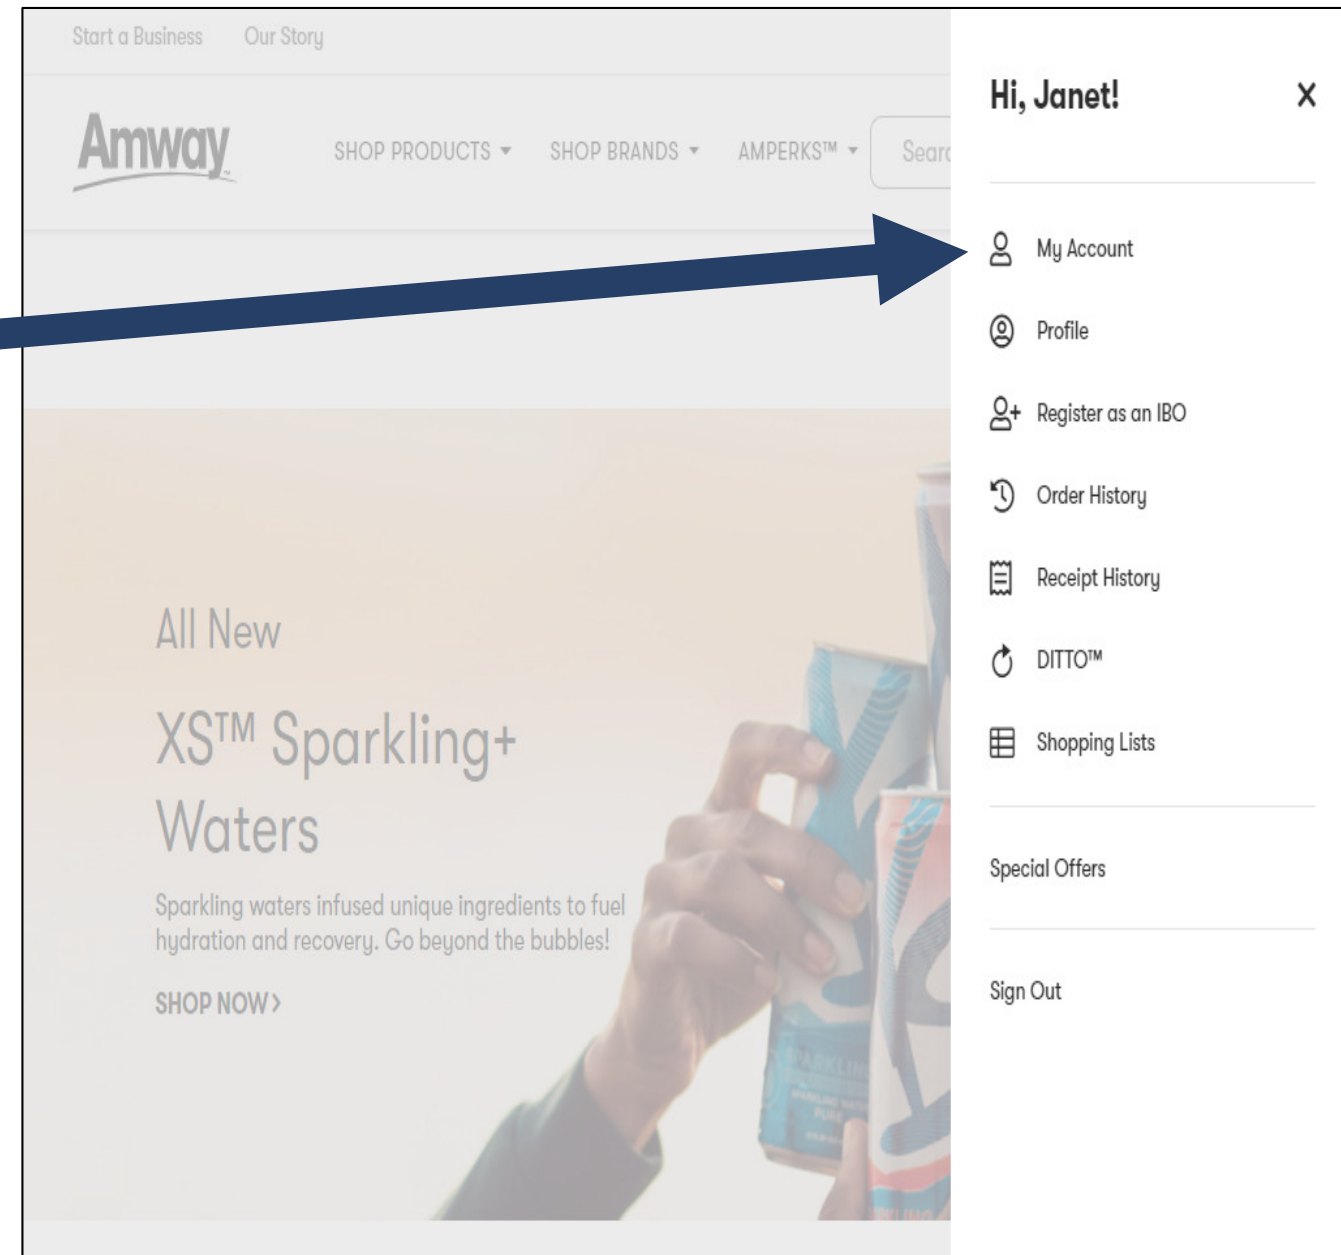 Start a Business Our Story
Amway
SHOP PRODUCTS SHOP BRANDS AMPERKS™
Hi, Janet!
My Account
Profile
Register as an IBO
Order History
Receipt History
DITTO™
Shopping Lists
Special Offers
Sign Out
All New
XS™ Sparkling+
Waters
Sparkling waters infused unique ingredients to fuel
hydration and recovery. Go beyond the bubbles!
SHOP NOW >
SPARKLING